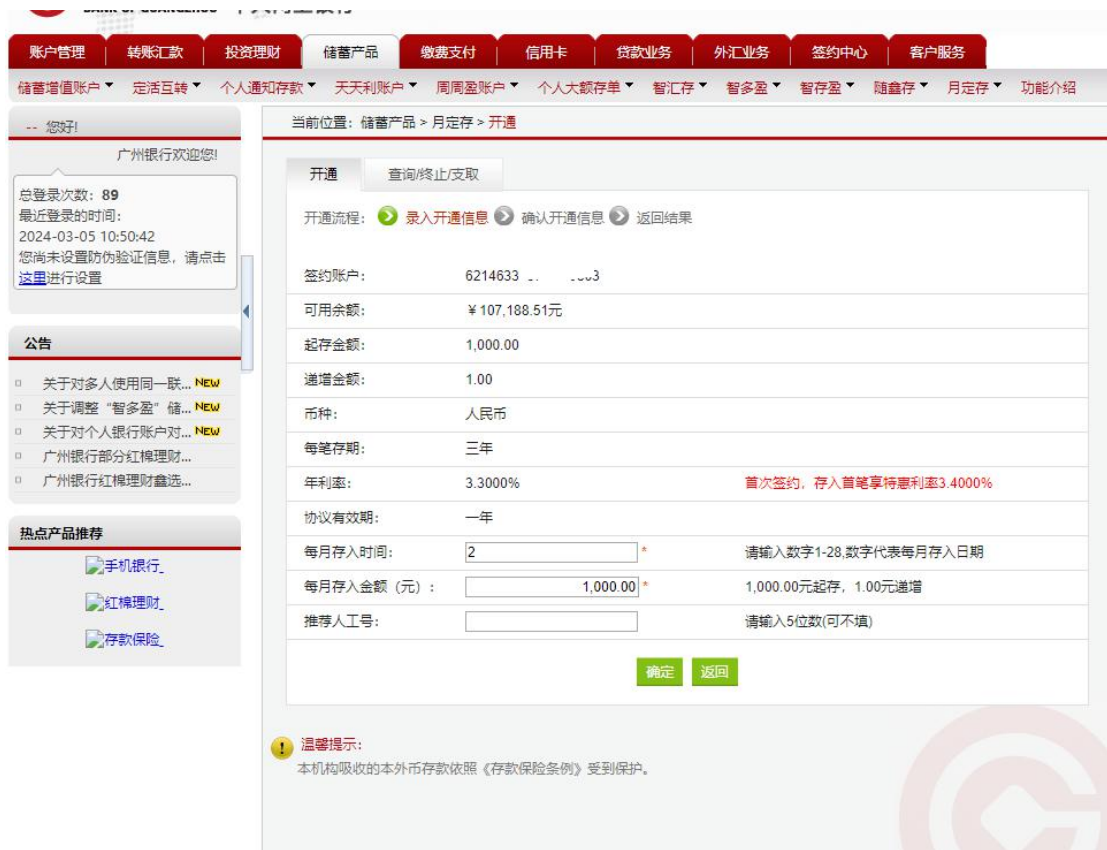 账户管理 转账汇款 投资理财 储蓄产品 缴费支付 信用卡 贷款业务 外汇业务 签约中心 客户服务
储蓄增值账户 定活互转 个人通知存款 天天利账户 周周盈账户 个人大额存单 智汇存 智多盈 智存盈 随鑫存 月定存 功能介绍
-- 您好!
广州银行欢迎您!
总登录次数: 89
最近登录的时间:
2024-03-05 10:50:42
您尚未设置防伪验证信息, 请点击
这里进行设置
公告
关于对多人使用同一联... NEW
关于调整“智多盈”储... NEW
关于对个人银行账户对... NEW
广州银行部分红棉理财...
广州银行红棉理财鑫选...
热点产品推荐
手机银行_
红棉理财_
存款保险_
当前位置: 储蓄产品 > 月定存 > 开通
开通 查询/终止/支取
开通流程: 录入开通信息 确认开通信息 返回结果
签约账户: 6214633
可用余额: ￥107,188.51元
起存金额: 1,000.00
递增金额: 1.00
币种: 人民币
每笔存期: 三年
年利率: 3.3000% 首次签约, 存入首笔享特惠利率3.4000%
协议有效期: 一年
每月存入时间: 2 * 请输入数字1-28,数字代表每月存入日期
每月存入金额（元）: 1,000.00 * 1,000.00元起存, 1.00元递增
推荐人工号: 请输入5位数(可不填)
确定 返回
温馨提示:
本机构吸收的本外币存款依照《存款保险条例》受到保护。